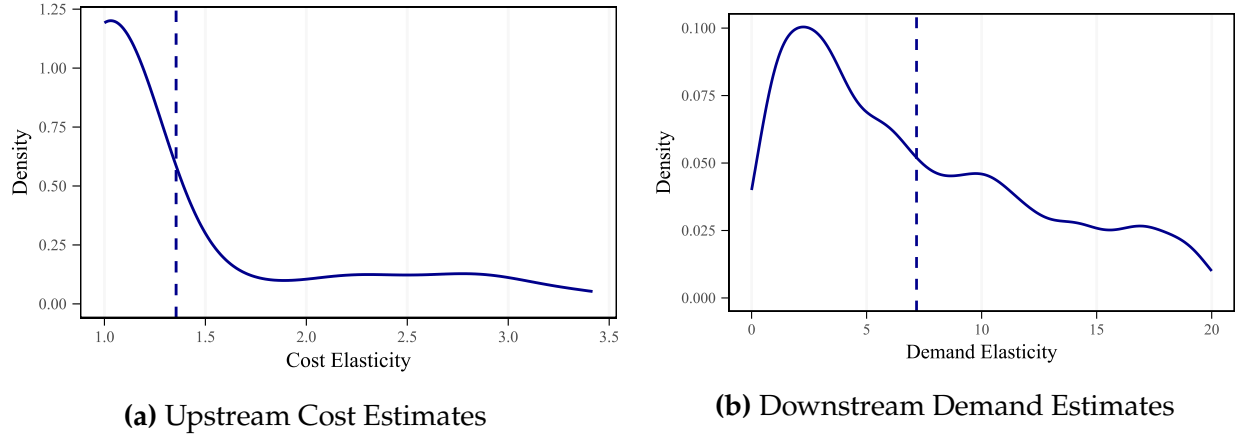 1.25
1.00
0.75
0.50
0.25
0.00
Density
1.0 1.5 2.0 2.5 3.0 3.5
Cost Elasticity
(a) Upstream Cost Estimates
0.100
0.075
0.050
0.025
0.000
Density
0 5 10 15 20
Demand Elasticity
(b) Downstream Demand Estimates